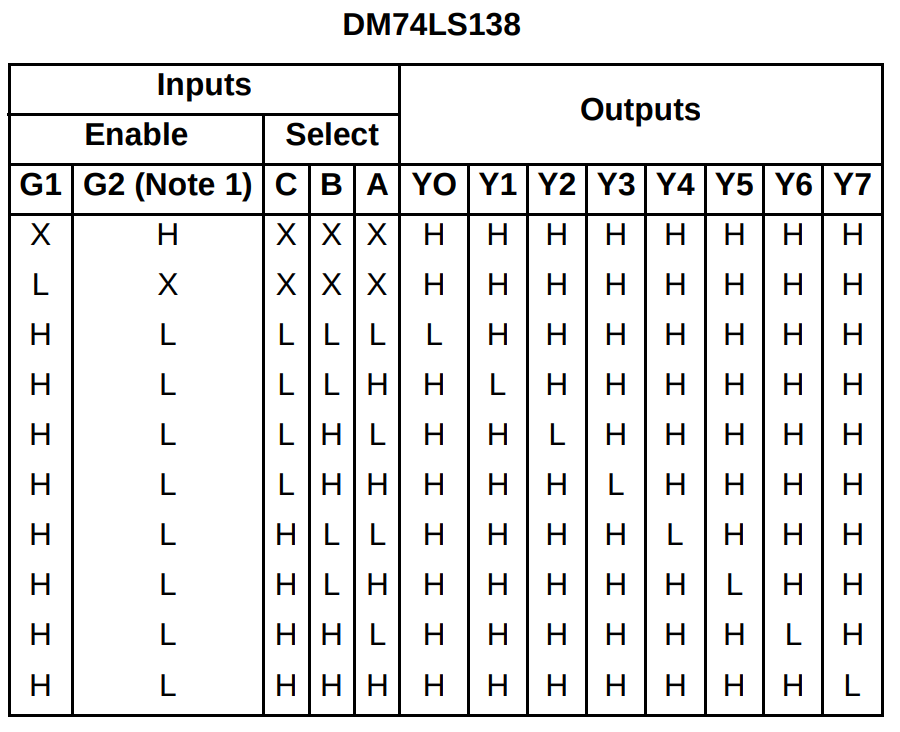 DM74LS138
Inputs Outputs
Enable Select
G1 G2 (Note 1) C B A YO Y1 Y2 Y3 Y4 Y5 Y6 Y7
X H X X X H H H H H H H H
L X X X X H H H H H H H H
H L L L L L H H H H H H H
H L L L H H L H H H H H H
H L L H L H H L H H H H H
H L L H H H H H L H H H H
H L H L L H H H H L H H H
H L H L H H H H H H L H H
H L H H L H H H H H H L H
H L H H H H H H H H H H L